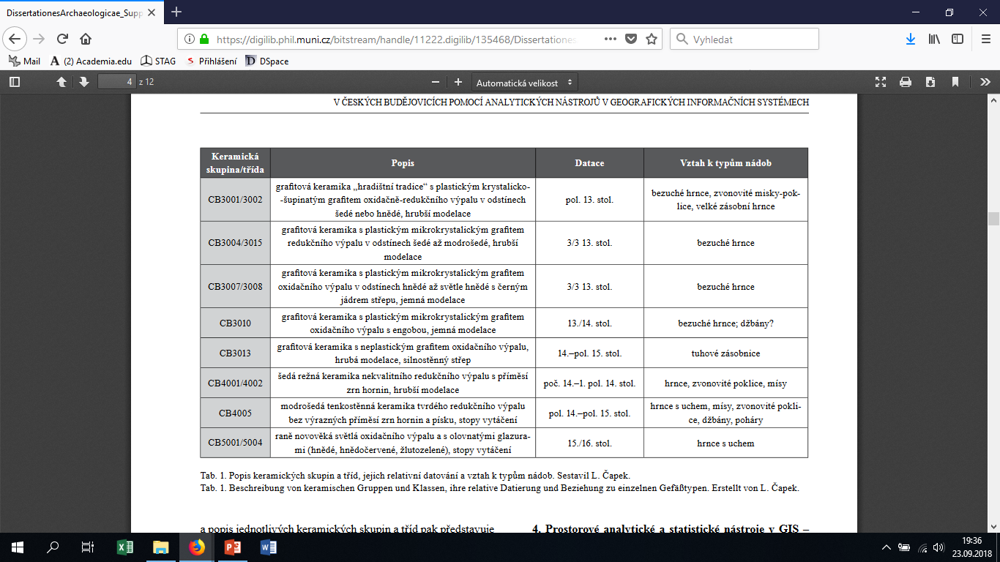 DissertationesArchaeologicae_Supp
https://digilib.phil.muni.cz/bitstream/handle/11222.digilib/135468/Dissertationes
Vyhledat
Mail
(2) Academia.edu
STAG
Přihlášení
DSpace
4 z 12
Automatická velikost
V ČESKÝCH BUDĚJOVICÍCH POMOCÍ ANALYTICKÝCH NÁSTROJŮ V GEOGRAFICKÝCH INFORMAČNÍCH SYSTÉMECH
Keramická
skupina/třída
Popis
Datace
Vztah k typům nádob
CB3001/3002
grafitová keramika „hradištní tradice“ s plastickým krystalicko-
-šupinatým grafitem oxidačně-redukčního výpalu v odstínech
šedé nebo hnědé, hrubší modelace
pol. 13. stol.
bezuché hrnce, zvonovité misky-pok-
lice, velké zásobní hrnce
CB3004/3015
grafitová keramika s plastickým mikrokrystalickým grafitem
redukčního výpalu v odstínech šedé až modrošedé, hrubší
modelace
3/3 13. stol.
bezuché hrnce
CB3007/3008
grafitová keramika s plastickým mikrokrystalickým grafitem
oxidačního výpalu v odstínech hnědé až světle hnědé s černým
jádrem střepu, jemná modelace
3/3 13. stol.
bezuché hrnce
CB3010
grafitová keramika s plastickým mikrokrystalickým grafitem
oxidačního výpalu s engobou, jemná modelace
13./14. stol.
bezuché hrnce; džbány?
CB3013
grafitová keramika s neplastickým grafitem oxidačního výpalu,
hrubá modelace, silnostěnný střep
14.–pol. 15. stol.
tuhové zásobnice
CB4001/4002
šedá režná keramika nekvalitního redukčního výpalu s příměsí
zrn hornin, hrubší modelace
poč. 14.–1. pol. 14. stol.
hrnce, zvonovité poklice, mísy
CB4005
modrošedá tenkostěnná keramika tvrdého redukčního výpalu
bez výrazných příměsí zrn hornin a písku, stopy vytáčení
pol. 14.–pol. 15. stol.
hrnce s uchem, mísy, zvonovité pokli-
ce, džbány, poháry
CB5001/5004
raně novověká světlá oxidačního výpalu a s olovnatými glazura-
mi (hnědé, hnědočervené, žlutozelené), stopy vytáčení
15./16. stol.
hrnce s uchem
Tab. 1. Popis keramických skupin a tříd, jejich relativní datování a vztah k typům nádob. Sestavil L. Čapek.
Tab. 1. Beschreibung von keramischen Gruppen und Klassen, ihre relative Datierung und Beziehung zu einzelnen Gefäßtypen. Erstellt von L. Čapek.
a popis jednotlivých keramických skupin a tříd pak představuje
4. Prostorové analytické a statistické nástroje v GIS –
19:36
23.09.2018